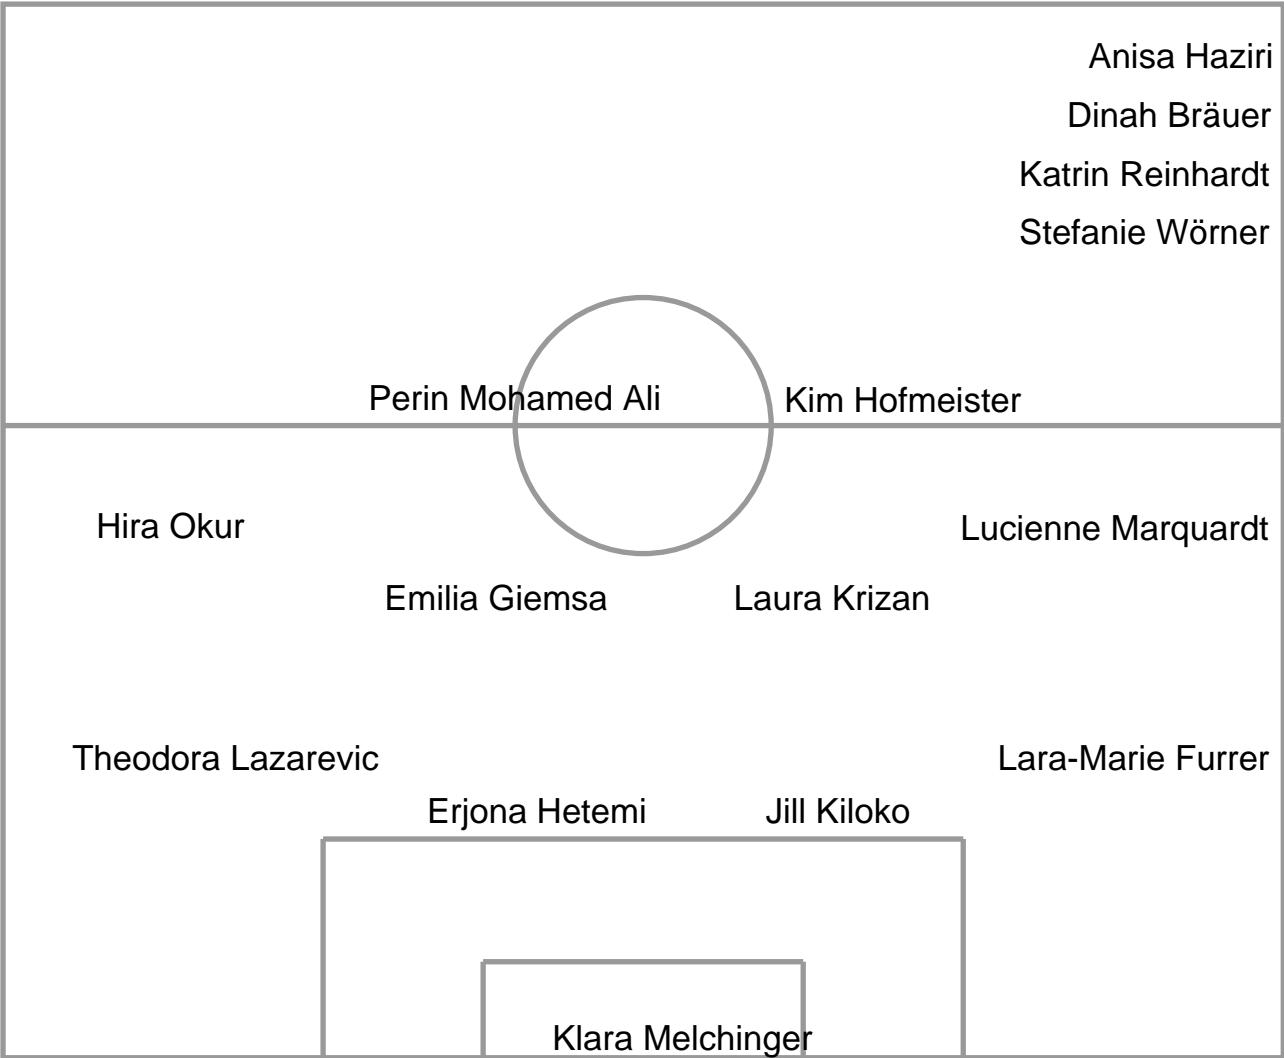 Anisa Haziri
Dinah Bräuer
Katrin Reinhardt
Stefanie Wörner
Perin Mohamed Ali Kim Hofmeister
Hira Okur Lucienne Marquardt
Emilia Giemsa Laura Krizan
Theodora Lazarevic Lara-Marie Furrer
Erjona Hetemi Jill Kiloko
Klara Melchinger